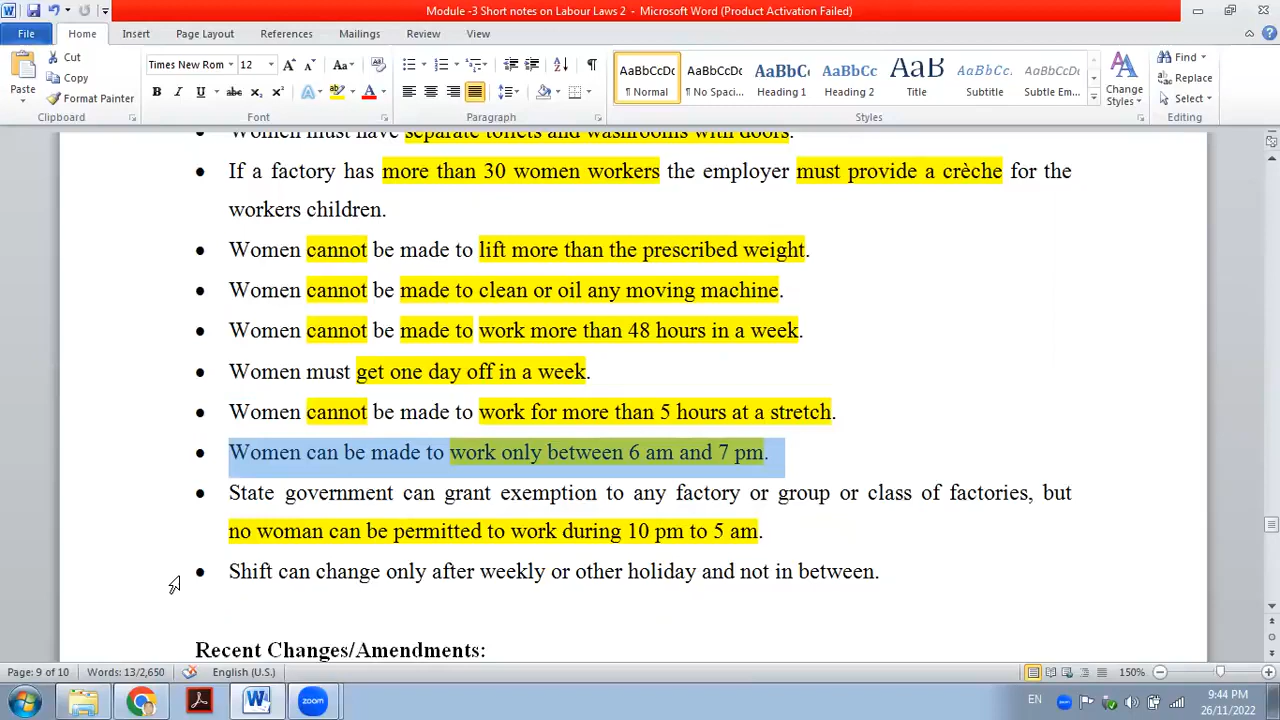 Module -3 Short notes on Labour Laws 2 - Microsoft Word (Product Activation Failed)
File Home Insert Page Layout References Mailings Review View
Paste Cut Copy Format Painter
Times New Rom 12
AaBbCcDc AaBbCcDc AaBbCc AaBbCc AaB AaBbCc. AaBbCcDc
¶ Normal ¶ No Spaci... Heading 1 Heading 2 Title Subtitle Subtle Em...
Change Styles
Find Replace Select
Clipboard Font Paragraph Styles Editing
Women must have separate toilets and washrooms with doors.
• If a factory has more than 30 women workers the employer must provide a crèche for the
workers children.
• Women cannot be made to lift more than the prescribed weight.
• Women cannot be made to clean or oil any moving machine.
• Women cannot be made to work more than 48 hours in a week.
• Women must get one day off in a week.
• Women cannot be made to work for more than 5 hours at a stretch.
• Women can be made to work only between 6 am and 7 pm.
• State government can grant exemption to any factory or group or class of factories, but
no woman can be permitted to work during 10 pm to 5 am.
• Shift can change only after weekly or other holiday and not in between.
Recent Changes/Amendments:
Page: 9 of 10 Words: 13/2,650 English (U.S.) 150%
zoom EN 9:44 PM
26/11/2022